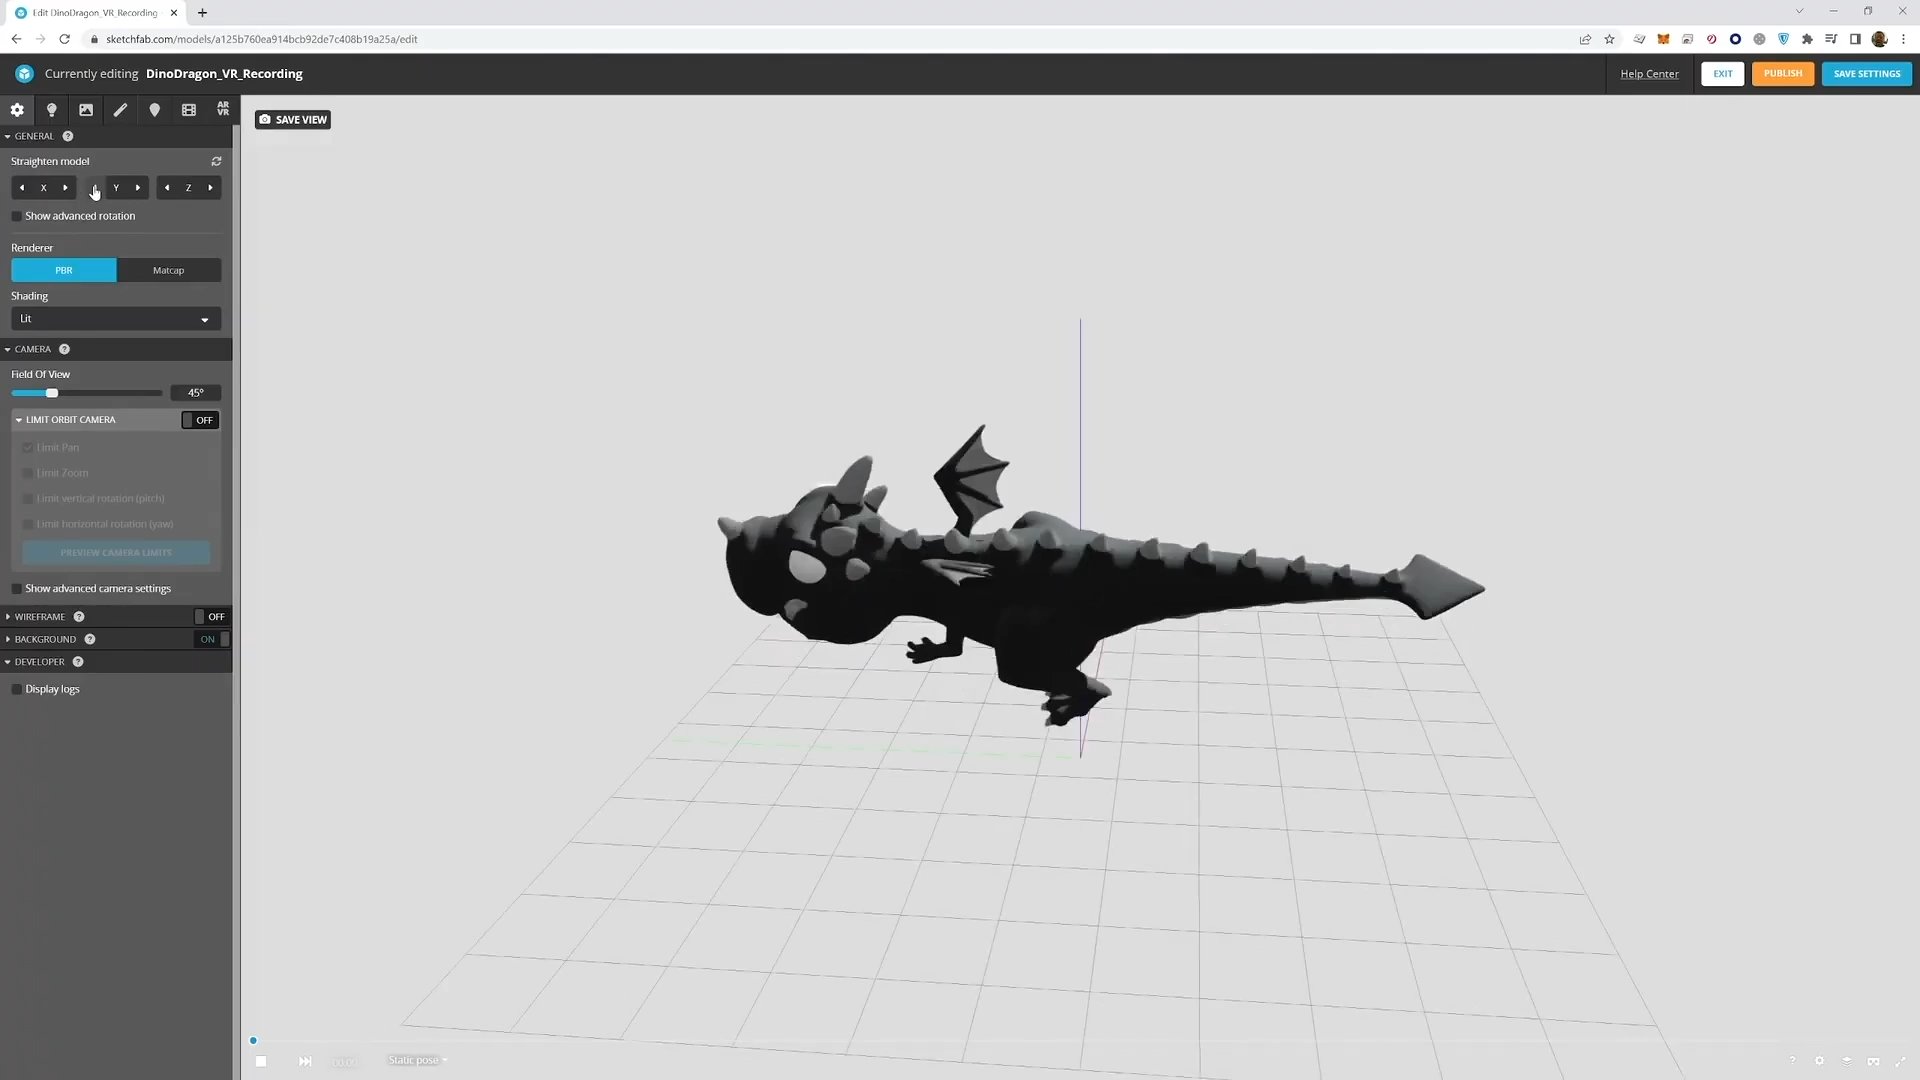 Edit DinoDragon_VR_Recording
sketchfab.com/models/a125b760ea914bcb92de7c408b19a25a/edit
Currently editing DinoDragon_VR_Recording
Help Center
EXIT
PUBLISH
SAVE SETTINGS
AR
VR
SAVE VIEW
GENERAL ?
Straighten model
X
Y
Z
Show advanced rotation
Renderer
PBR
Matcap
Shading
Lit
CAMERA ?
Field Of View
45°
LIMIT ORBIT CAMERA
OFF
Limit Pan
Limit Zoom
Limit vertical rotation (pitch)
Limit horizontal rotation (yaw)
PREVIEW CAMERA LIMITS
Show advanced camera settings
WIREFRAME ? OFF
BACKGROUND ? ON
DEVELOPER ?
Display logs
Static pose
?